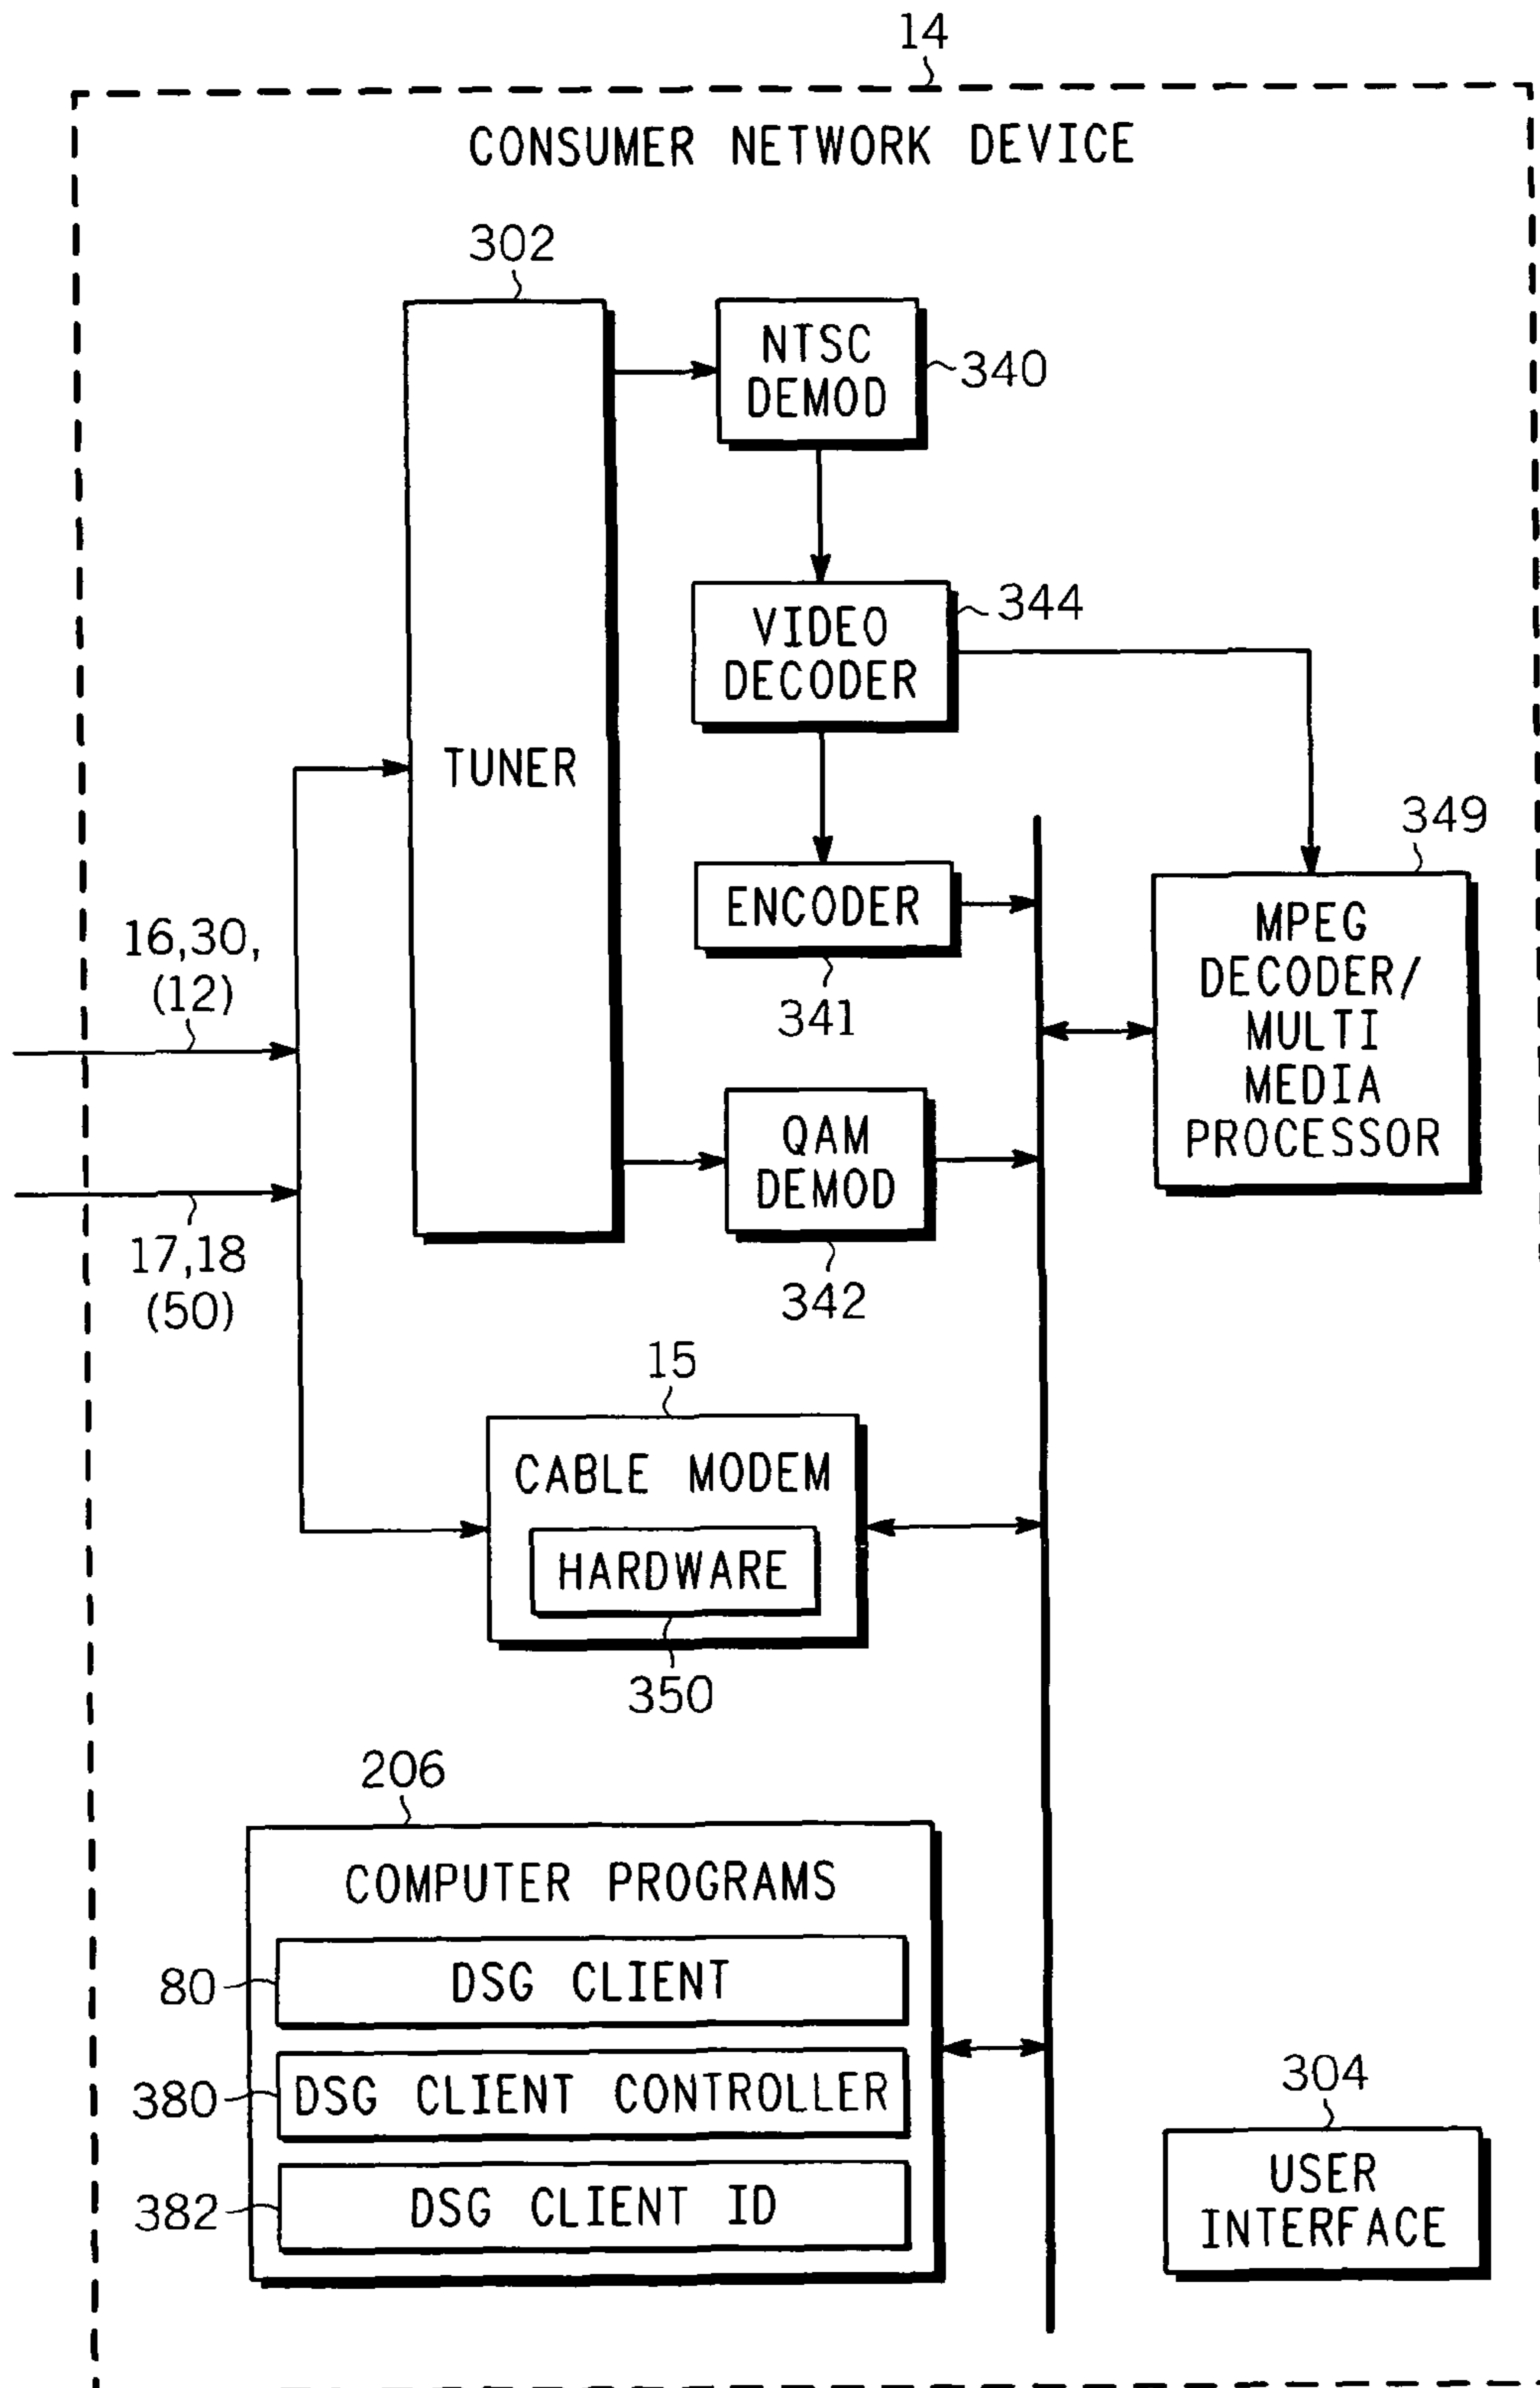 14
CONSUMER NETWORK DEVICE
302
NTSC
DEMOD
340
VIDEO
DECODER
344
TUNER
349
ENCODER
341
MPEG
DECODER/
MULTI
MEDIA
PROCESSOR
16,30,
(12)
QAM
DEMOD
342
17,18
(50)
15
CABLE MODEM
HARDWARE
350
206
COMPUTER PROGRAMS
80
DSG CLIENT
380
DSG CLIENT CONTROLLER
382
DSG CLIENT ID
304
USER
INTERFACE